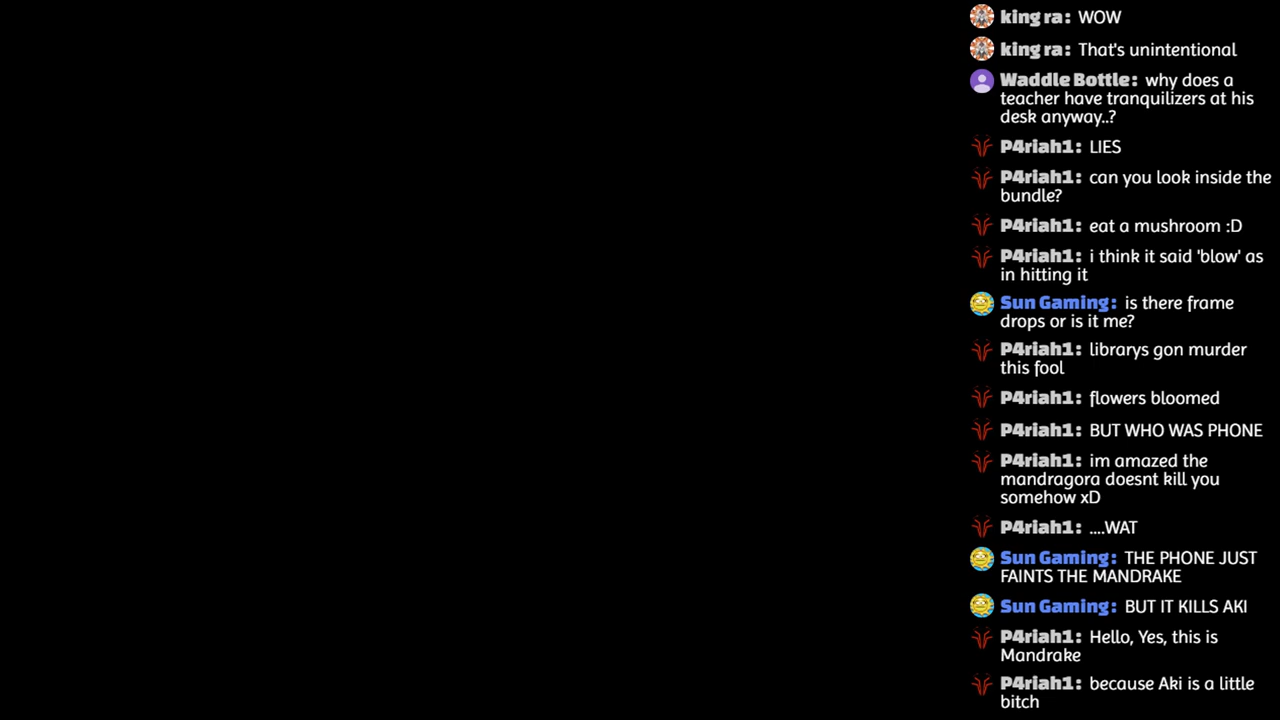 king ra: WOW
king ra: That's unintentional
Waddle Bottle: why does a
teacher have tranquilizers at his
desk anyway..?
P4riah1: LIES
P4riah1: can you look inside the
bundle?
P4riah1: eat a mushroom :D
P4riah1: i think it said 'blow' as
in hitting it
Sun Gaming: is there frame
drops or is it me?
P4riah1: librarys gon murder
this fool
P4riah1: flowers bloomed
P4riah1: BUT WHO WAS PHONE
P4riah1: im amazed the
mandragora doesnt kill you
somehow xD
P4riah1: ....WAT
Sun Gaming: THE PHONE JUST
FAINTS THE MANDRAKE
Sun Gaming: BUT IT KILLS AKI
P4riah1: Hello, Yes, this is
Mandrake
P4riah1: because Aki is a little
bitch